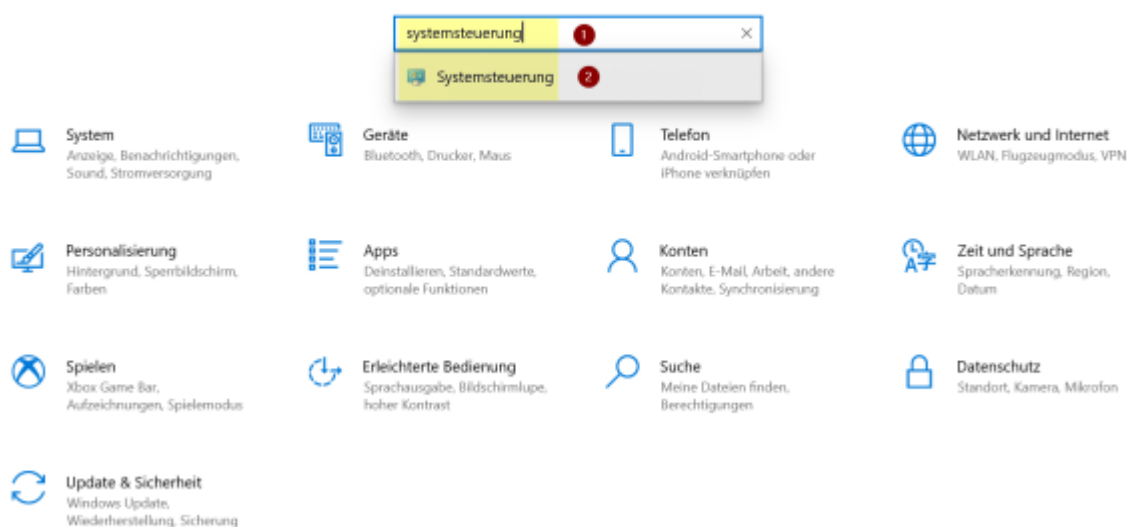 systemsteuerung
1
Systemsteuerung
2
System
Anzeige, Benachrichtigungen,
Sound, Stromversorgung
Geräte
Bluetooth, Drucker, Maus
Telefon
Android-Smartphone oder
iPhone verknüpfen
Netzwerk und Internet
WLAN, Flugzeugmodus, VPN
Personalisierung
Hintergrund, Sperrbildschirm,
Farben
Apps
Deinstallieren, Standardwerte,
optionale Funktionen
Konten
Konten, E-Mail, Arbeit, andere
Kontakte, Synchronisierung
Zeit und Sprache
Spracherkennung, Region,
Datum
Spielen
Xbox Game Bar,
Aufzeichnungen, Spielemodus
Erleichterte Bedienung
Sprachausgabe, Bildschirmlupe,
hoher Kontrast
Suche
Meine Dateien finden,
Berechtigungen
Datenschutz
Standort, Kamera, Mikrofon
Update & Sicherheit
Windows Update,
Wiederherstellung, Sicherung